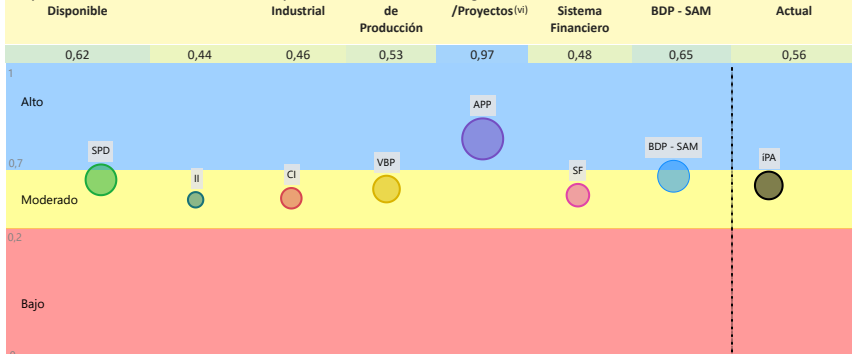 Disponible
Industrial
de
Producción
/Proyectos(vi)
Sistema
Financiero
BDP - SAM
Actual
0,62
0,44
0,46
0,53
0,97
0,48
0,65
0,56
1
Alto
APP
SPD
BDP - SAM
0,7
VBP
iPA
II
CI
SF
Moderado
0,2
Bajo